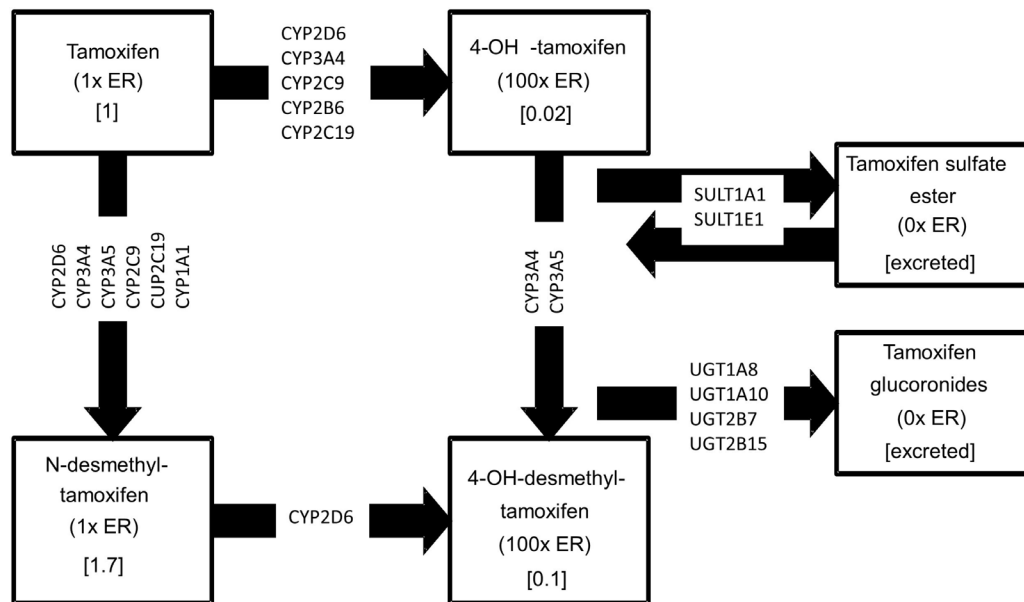 Tamoxifen
(1x ER)
[1]
CYP2D6
CYP3A4
CYP2C9
CYP2B6
CYP2C19
4-OH -tamoxifen
(100x ER)
[0.02]
SULT1A1
SULT1E1
Tamoxifen sulfate
ester
(0x ER)
[excreted]
CYP2D6
CYP3A4
CYP3A5
CYP2C9
CUP2C19
CYP1A1
CYP3A4
CYP3A5
UGT1A8
UGT1A10
UGT2B7
UGT2B15
Tamoxifen
glucoronides
(0x ER)
[excreted]
N-desmethyl-
tamoxifen
(1x ER)
[1.7]
CYP2D6
4-OH-desmethyl-
tamoxifen
(100x ER)
[0.1]